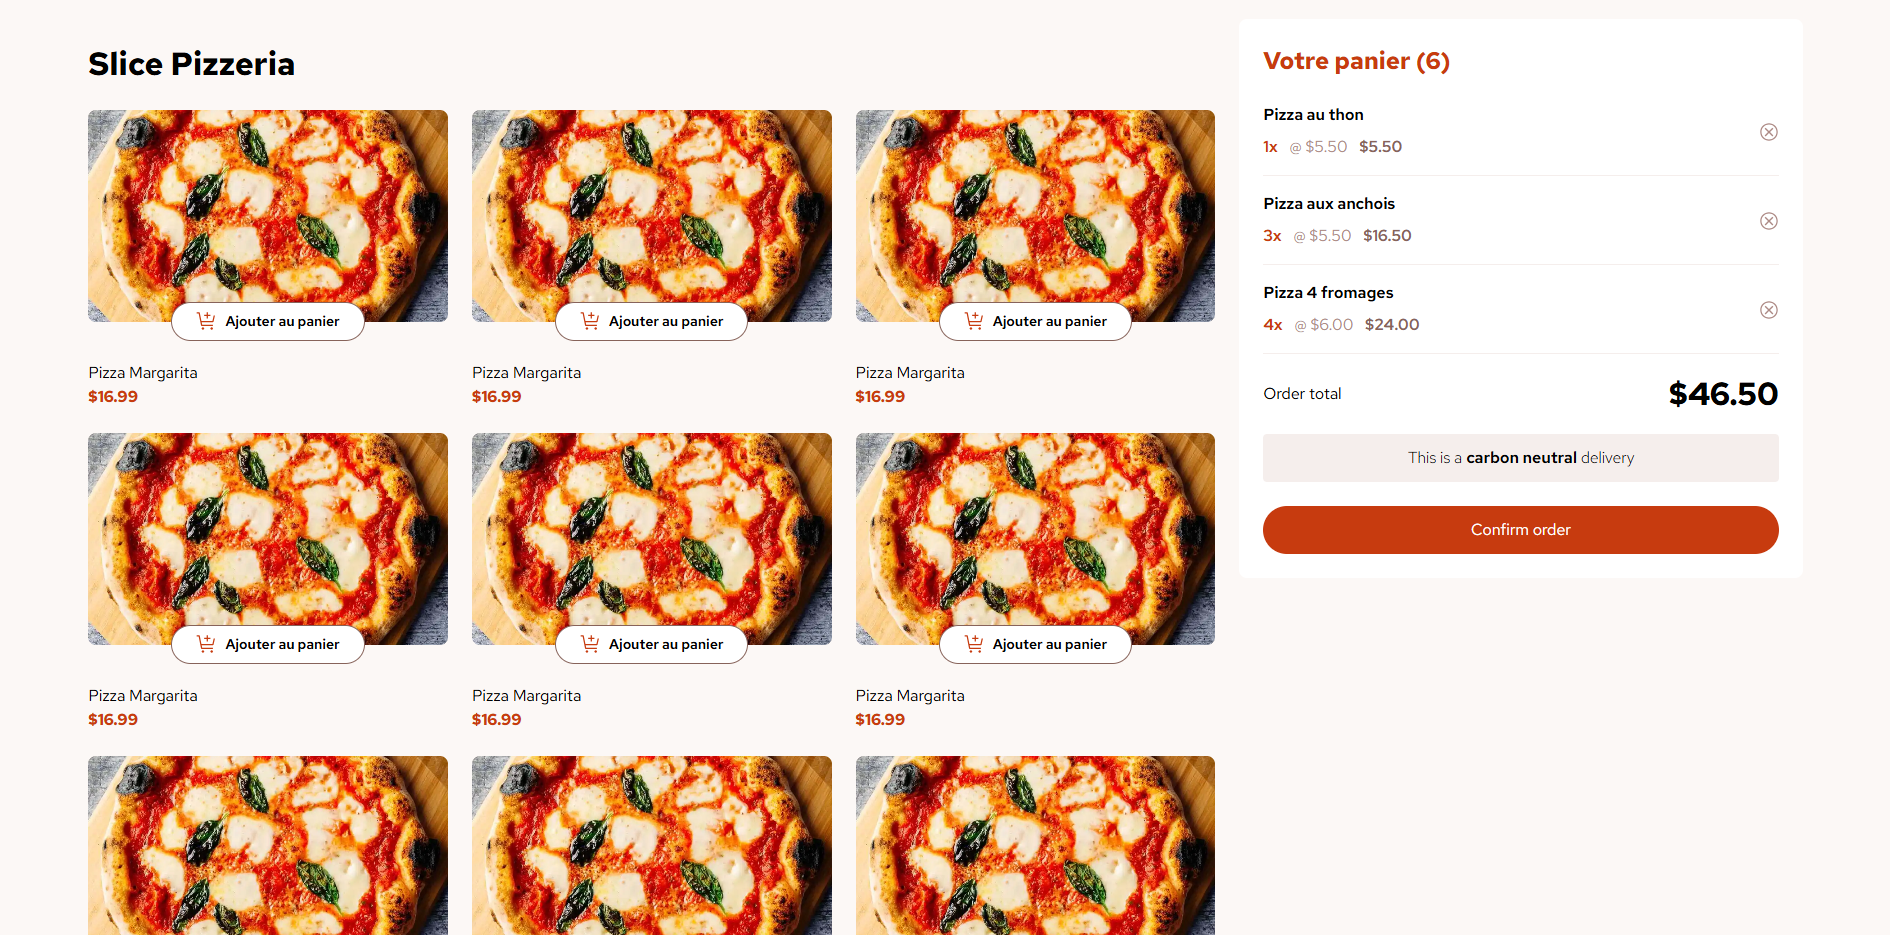 Slice Pizzeria
Ajouter au panier
Pizza Margarita
$16.99
Ajouter au panier
Pizza Margarita
$16.99
Ajouter au panier
Pizza Margarita
$16.99
Ajouter au panier
Pizza Margarita
$16.99
Ajouter au panier
Pizza Margarita
$16.99
Ajouter au panier
Pizza Margarita
$16.99
Votre panier (6)
Pizza au thon
1x @ $5.50 $5.50
Pizza aux anchois
3x @ $5.50 $16.50
Pizza 4 fromages
4x @ $6.00 $24.00
Order total $46.50
This is a carbon neutral delivery
Confirm order